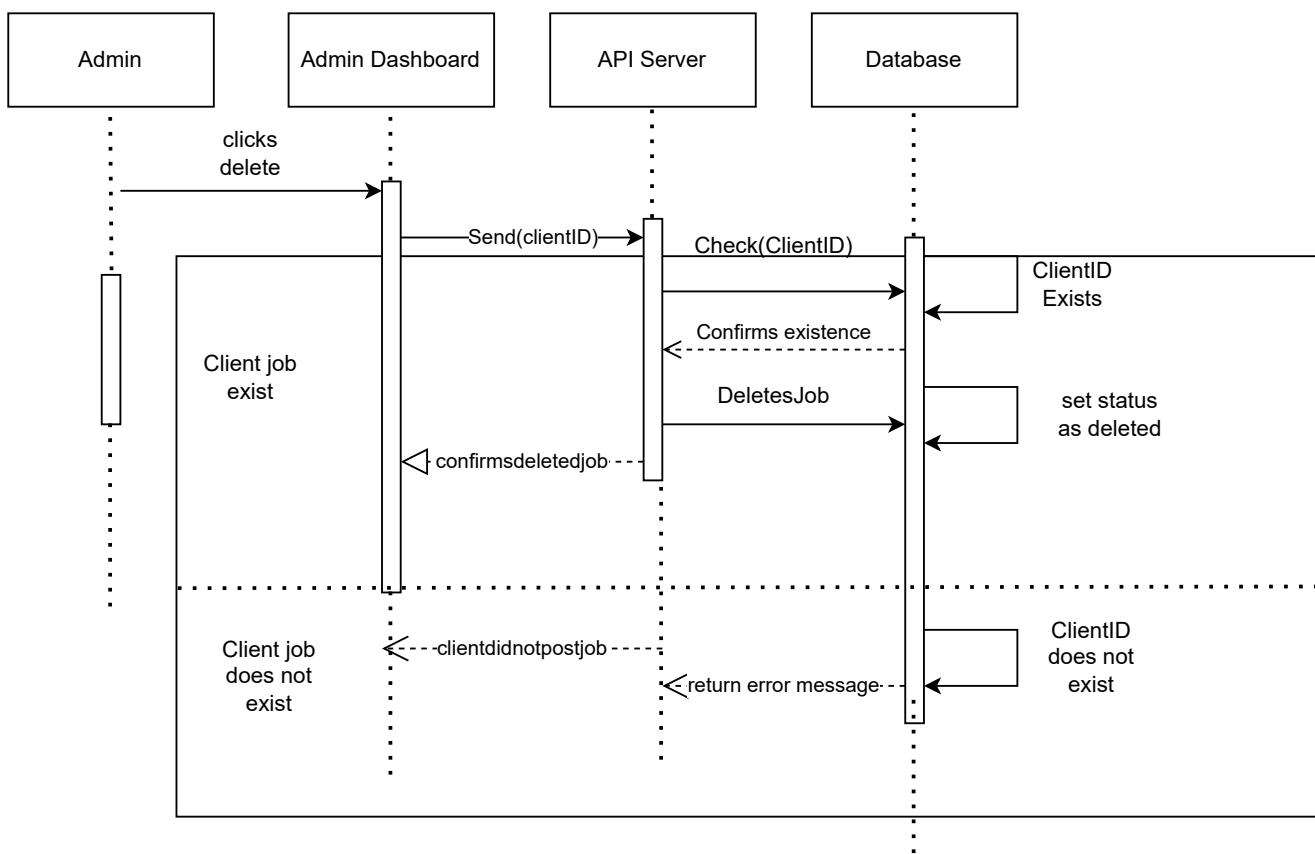 Admin
Admin Dashboard
API Server
Database
clicks
delete
Send(clientID)
Check(ClientID)
ClientID
Exists
Confirms existence
Client job
exist
DeletesJob
set status
as deleted
confirmsdeletedjob
Client job
does not
exist
clientdidnotpostjob
ClientID
does not
exist
return error message